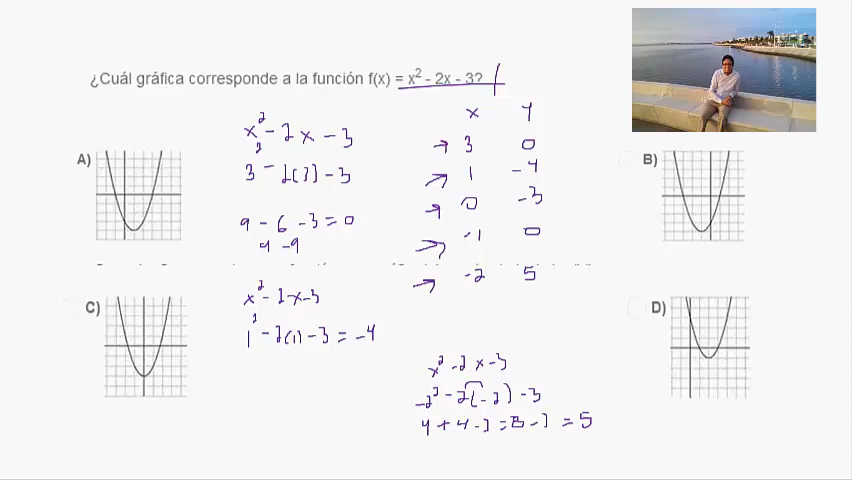 ¿Cuál gráfica corresponde a la función f(x) = x² - 2x - 3?
x² - 2x - 3
3² - 2(3) - 3
9 - 6 - 3 = 0
9 - 9
x² - 2x - 3
1² - 2(1) - 3 = -4
x y
→ 3 0
→ 1 -4
→ 0 -3
→ -1 0
→ -2 5
x² - 2x - 3
-2² - 2(-2) - 3
4 + 4 - 3 = 8 - 3 = 5
A)
B)
C)
D)